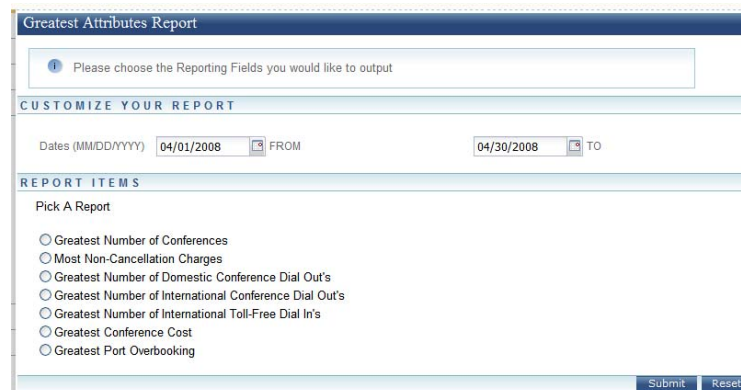 Greatest Attributes Report
Please choose the Reporting Fields you would like to output
CUSTOMIZE YOUR REPORT
Dates (MM/DD/YYYY) 04/01/2008 FROM 04/30/2008 TO
REPORT ITEMS
Pick A Report
Greatest Number of Conferences
Most Non-Cancellation Charges
Greatest Number of Domestic Conference Dial Out's
Greatest Number of International Conference Dial Out's
Greatest Number of International Toll-Free Dial In's
Greatest Conference Cost
Greatest Port Overbooking
Submit Reset